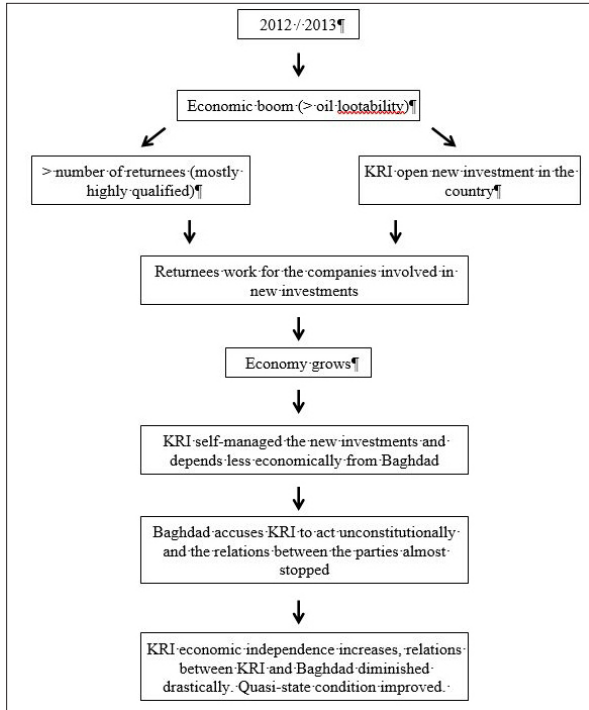 2012·/·2013¶
Economic·boom·(>·oil·lootability)¶
>·number·of·returnees·(mostly·
highly·qualified)¶
KRI·open·new·investment·in·the·
country¶
Returnees·work·for·the·companies·involved·in·
new·investments
Economy·grows¶
KRI·self-managed·the·new·investments·and·
depends·less·economically·from·Baghdad
Baghdad·accuses·KRI·to·act·unconstitutionally·
and·the·relations·between·the·parties·almost·
stopped
KRI·economic·independence·increases,·relations·
between·KRI·and·Baghdad·diminished·
drastically.·Quasi-state·condition·improved.·